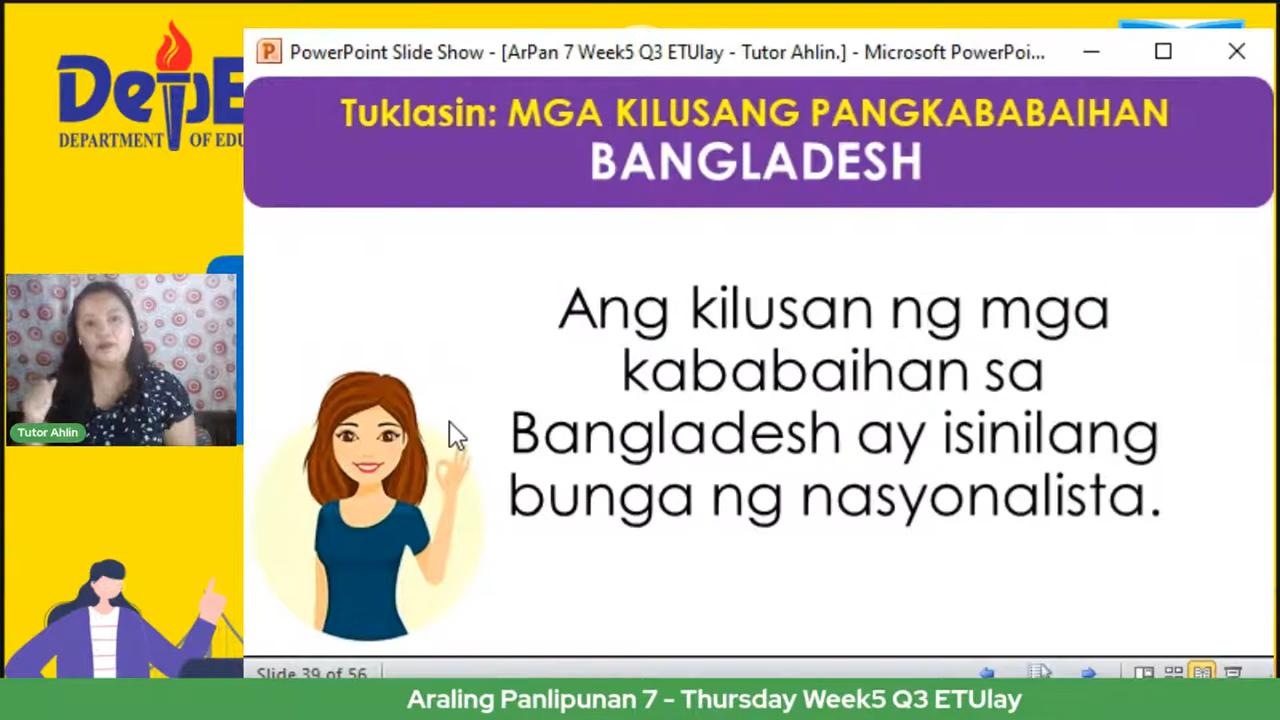 DepE
DEPARTMENT OF EDU
PowerPoint Slide Show - [ArPan 7 Week5 Q3 ETUlay - Tutor Ahlin.] - Microsoft PowerPoi...
Tuklasin: MGA KILUSANG PANGKABABAIHAN
BANGLADESH
Ang kilusan ng mga
kababaihan sa
Bangladesh ay isinilang
bunga ng nasyonalista.
Tutor Ahlin
Slide 39 of 56
Araling Panlipunan 7 - Thursday Week5 Q3 ETUlay